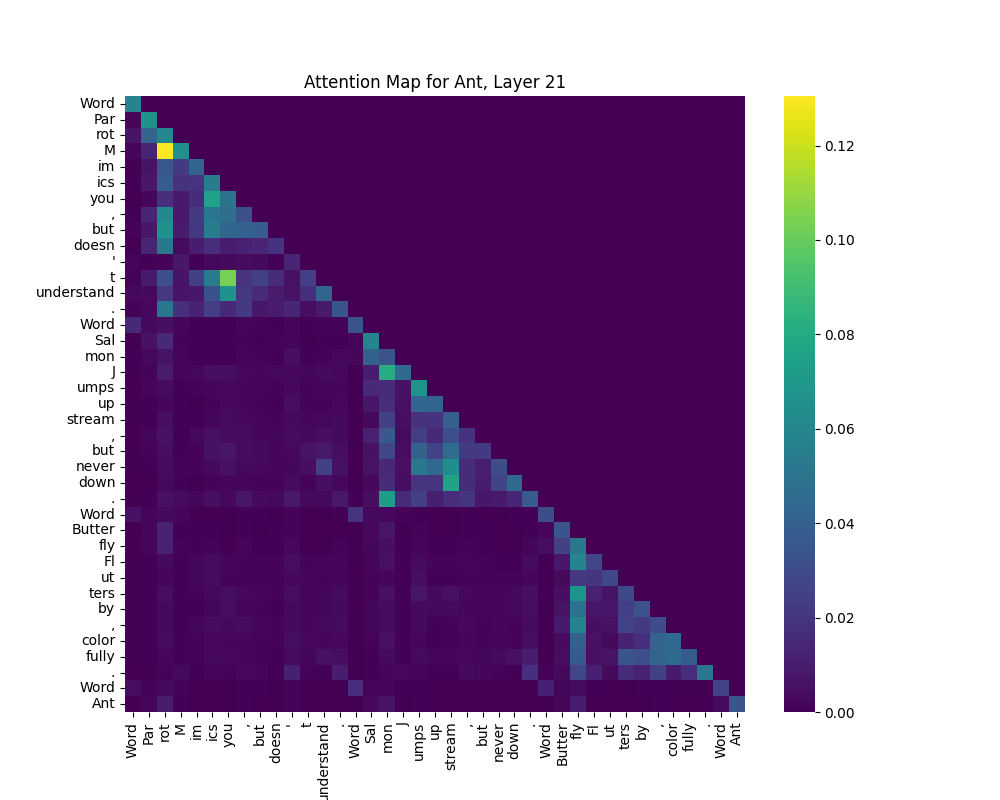 Attention Map for Ant, Layer 21
Word
Par
rot
M
im
ics
you
,
but
doesn
'
t
understand
.
Word
Sal
mon
J
umps
up
stream
,
but
never
down
.
Word
Butter
fly
Fl
ut
ters
by
,
color
fully
.
Word
Ant
Word
Par
rot
M
im
ics
you
,
but
doesn
'
t
understand
.
Word
Sal
mon
J
umps
up
stream
,
but
never
down
.
Word
Butter
fly
Fl
ut
ters
by
,
color
fully
.
Word
Ant
0.12
0.10
0.08
0.06
0.04
0.02
0.00